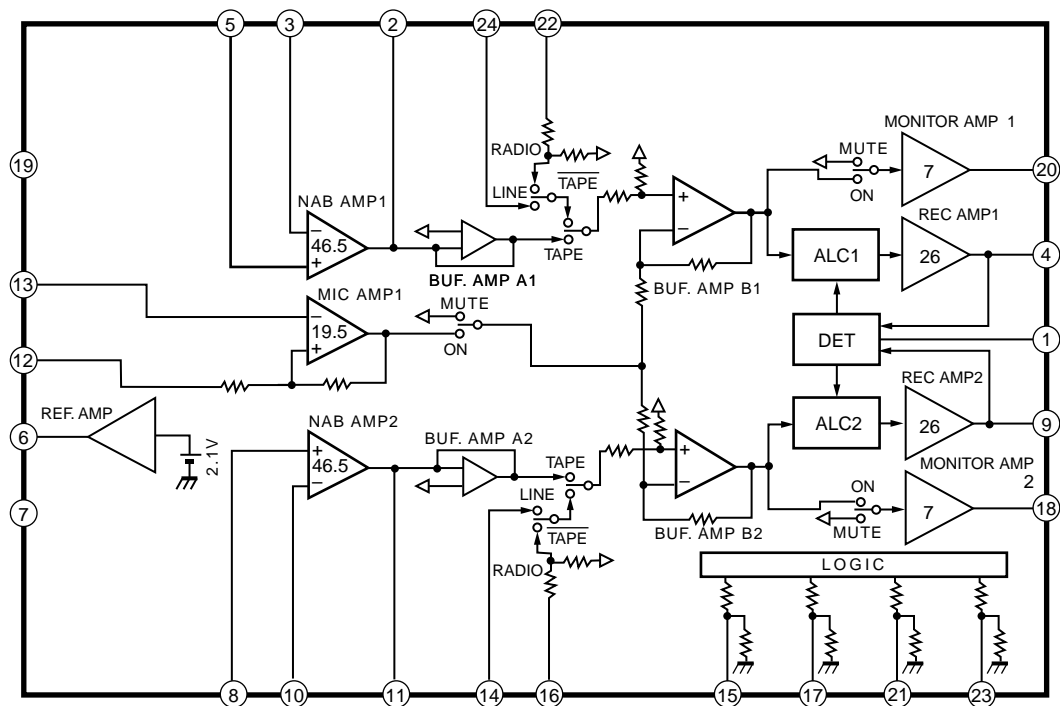 5
3
2
24
22
MONITOR AMP 1
RADIO
MUTE
7
20
19
TAPE
LINE
ON
NAB AMP1
−
46.5
+
+
−
REC AMP1
TAPE
BUF. AMP A1
ALC1
26
4
BUF. AMP B1
13
MIC AMP1
MUTE
−
19.5
+
ON
DET
1
12
REC AMP2
REF. AMP
NAB AMP2
6
2.1V
+
46.5
−
BUF. AMP A2
TAPE
+
−
ALC2
26
9
MONITOR AMP
2
7
LINE
ON
7
18
TAPE
MUTE
BUF. AMP B2
RADIO
LOGIC
8
10
11
14
16
15
17
21
23